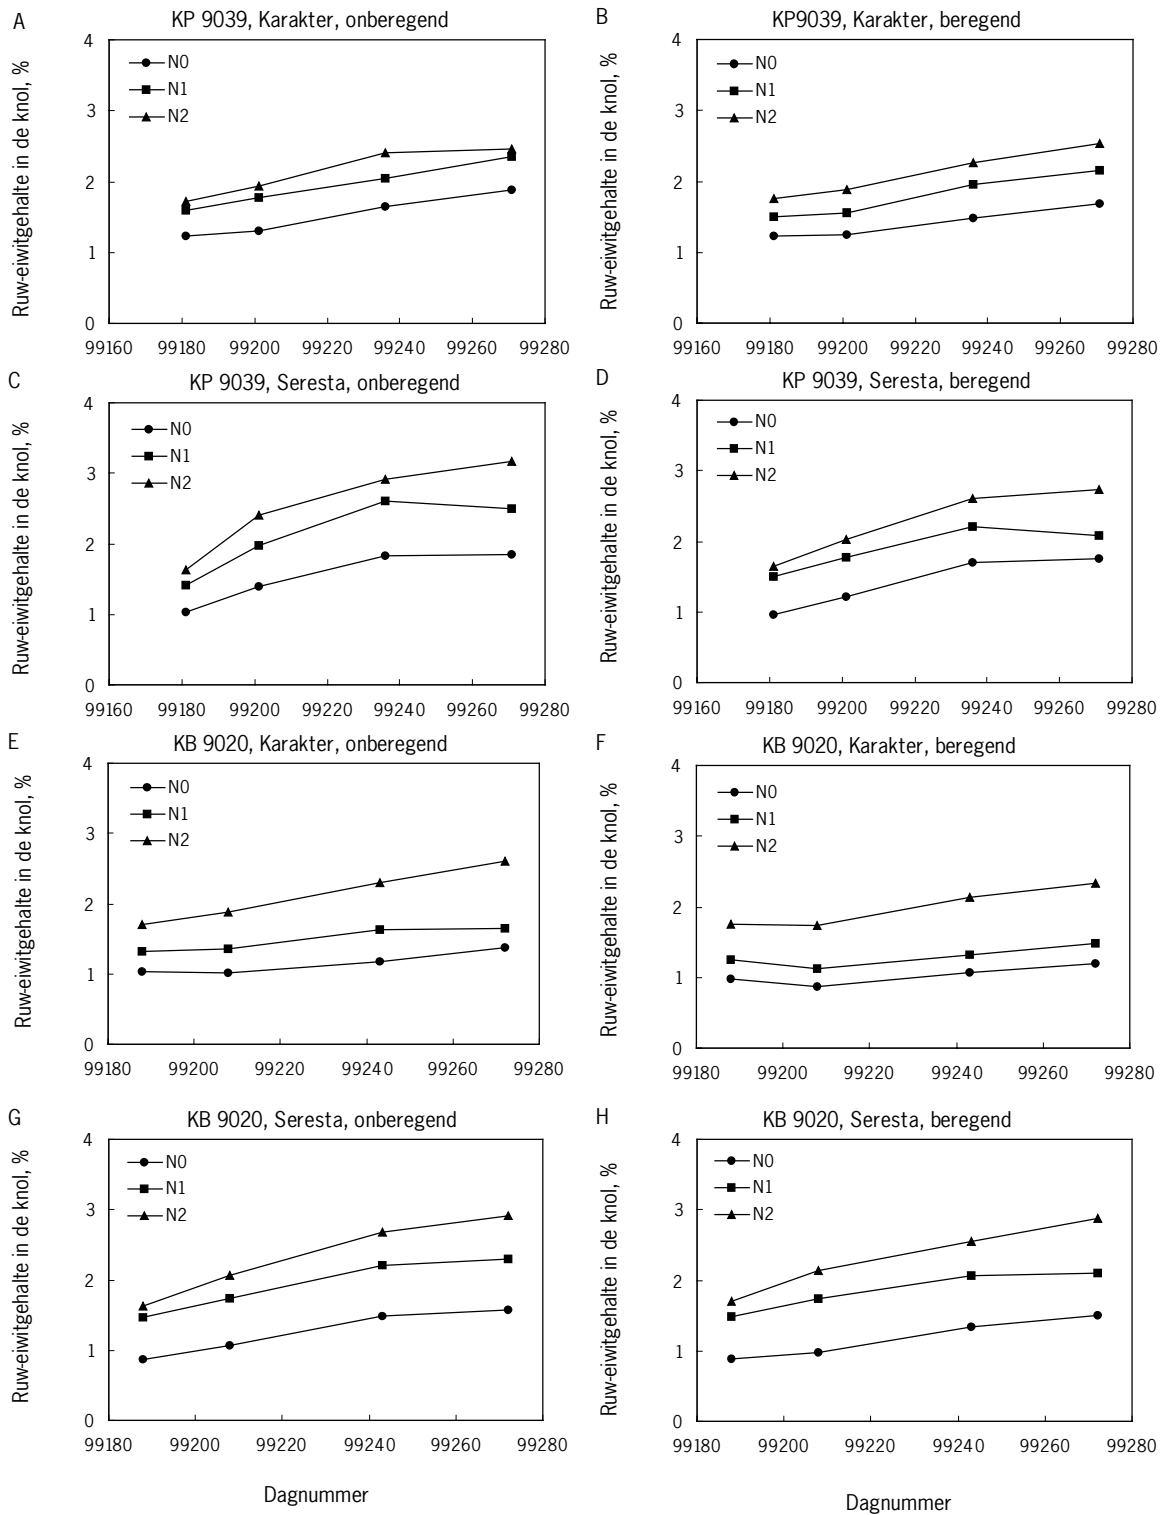 A
KP 9039, Karakter, onberegend
Ruw-eiwitgehalte in de knol, %
4
3
2
1
0
N0
N1
N2
99160 99180 99200 99220 99240 99260 99280
B
KP9039, Karakter, beregend
Ruw-eiwitgehalte in de knol, %
4
3
2
1
0
N0
N1
N2
99160 99180 99200 99220 99240 99260 99280
C
KP 9039, Seresta, onberegend
Ruw-eiwitgehalte in de knol, %
4
3
2
1
0
N0
N1
N2
99160 99180 99200 99220 99240 99260 99280
D
KP 9039, Seresta, beregend
Ruw-eiwitgehalte in de knol, %
4
3
2
1
0
N0
N1
N2
99160 99180 99200 99220 99240 99260 99280
E
KB 9020, Karakter, onberegend
Ruw-eiwitgehalte in de knol, %
4
3
2
1
0
N0
N1
N2
99180 99200 99220 99240 99260 99280
F
KB 9020, Karakter, beregend
Ruw-eiwitgehalte in de knol, %
4
3
2
1
0
N0
N1
N2
99180 99200 99220 99240 99260 99280
G
KB 9020, Seresta, onberegend
Ruw-eiwitgehalte in de knol, %
4
3
2
1
0
N0
N1
N2
99180 99200 99220 99240 99260 99280
Dagnummer
H
KB 9020, Seresta, beregend
Ruw-eiwitgehalte in de knol, %
4
3
2
1
0
N0
N1
N2
99180 99200 99220 99240 99260 99280
Dagnummer